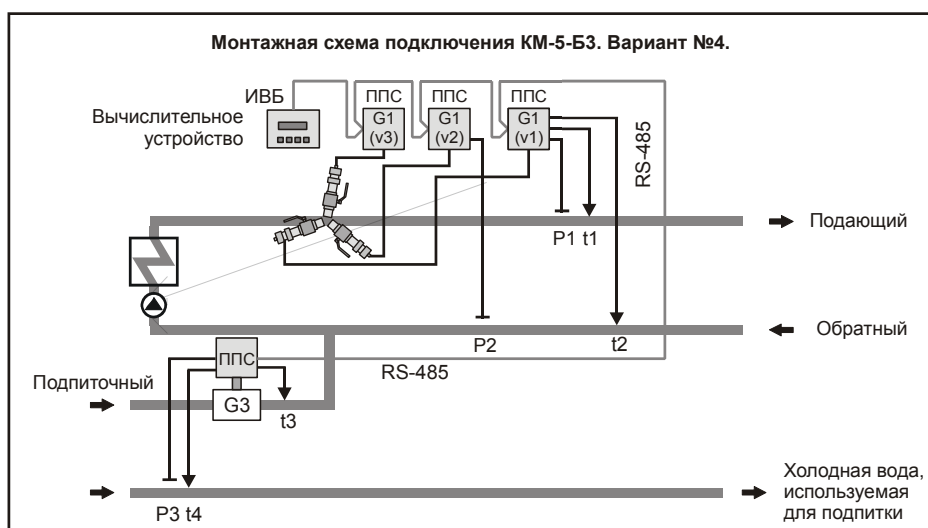 Монтажная схема подключения КМ-5-Б3. Вариант №4.
ИВБ
ППС
ППС
ППС
Вычислительное
устройство
G1
(v3)
G1
(v2)
G1
(v1)
RS-485
P1 t1
Подающий
P2
t2
Обратный
ППС
RS-485
Подпиточный
G3
t3
P3 t4
Холодная вода,
используемая
для подпитки